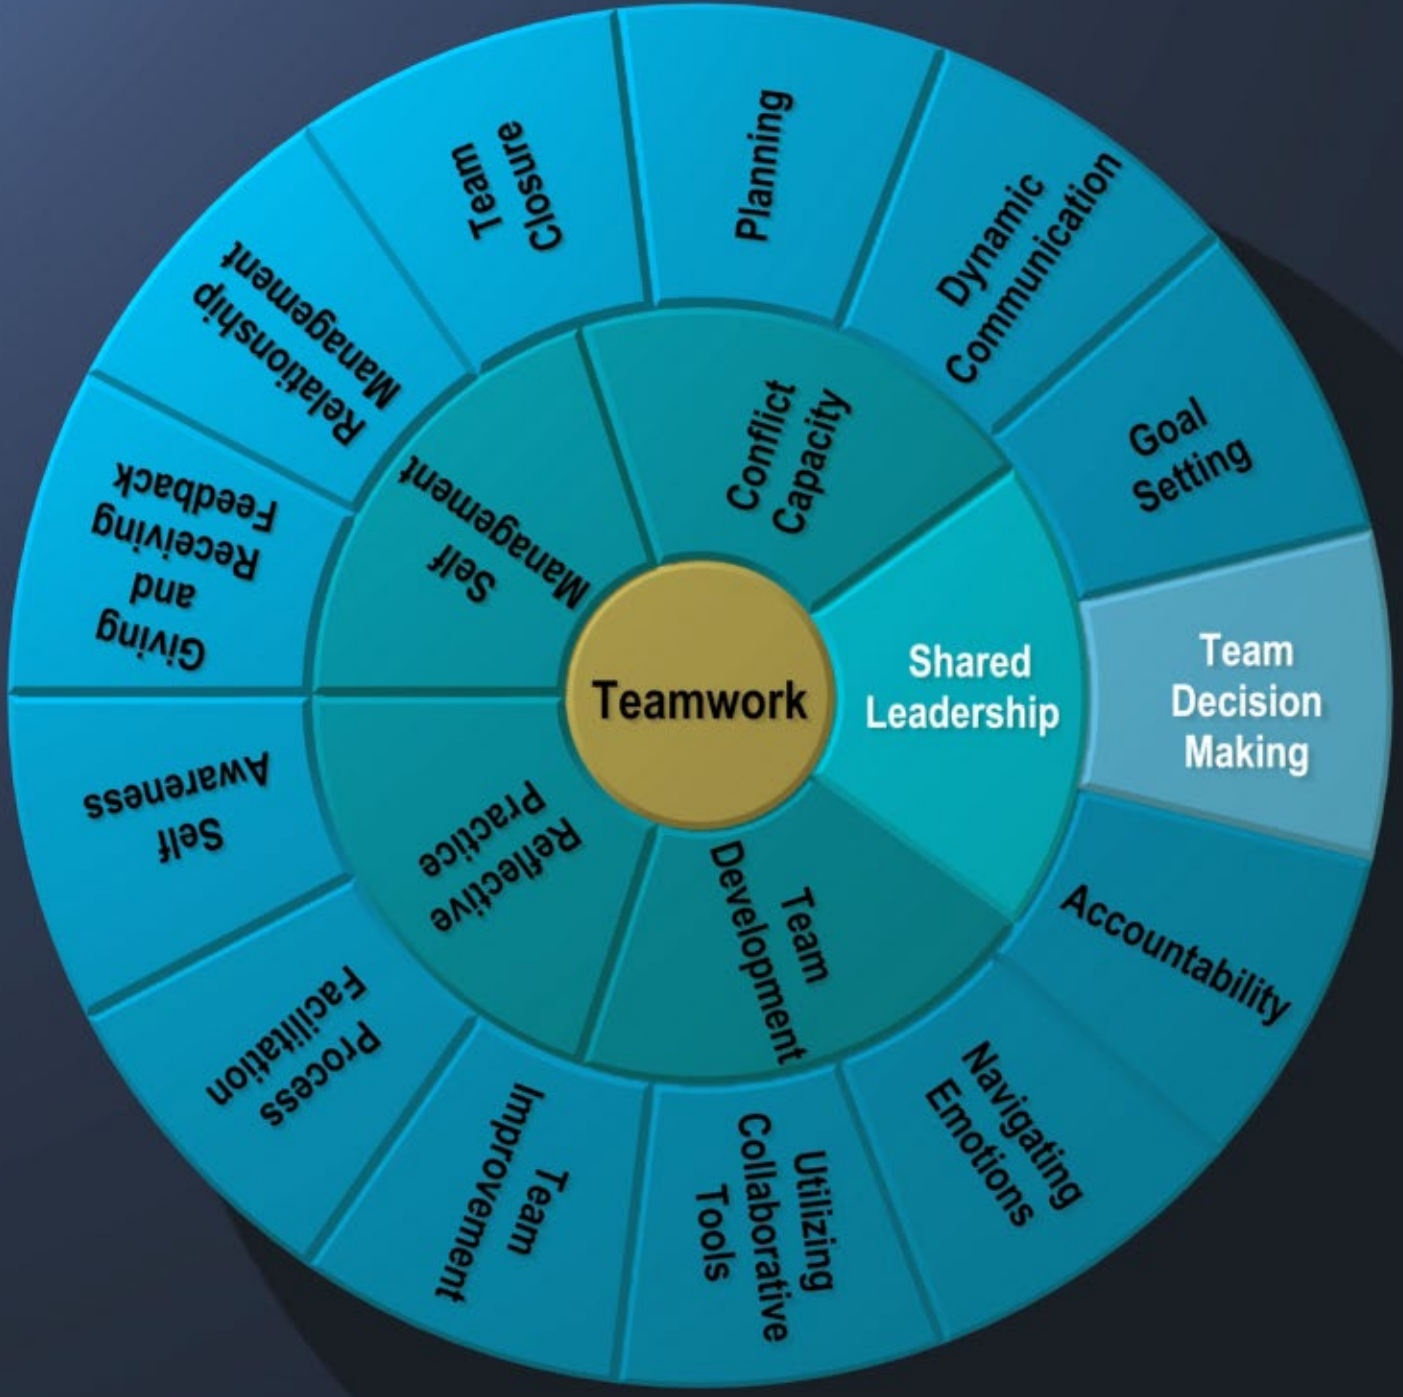 Teamwork
Shared
Leadership
Team
Development
Reflective
Practice
Self
Management
Conflict
Capacity
Team
Decision
Making
Accountability
Navigating
Emotions
Utilizing
Collaborative
Tools
Team
Improvement
Process
Facilitation
Self
Awareness
Giving
and
Receiving
Feedback
Relationship
Management
Team
Closure
Planning
Dynamic
Communication
Goal
Setting